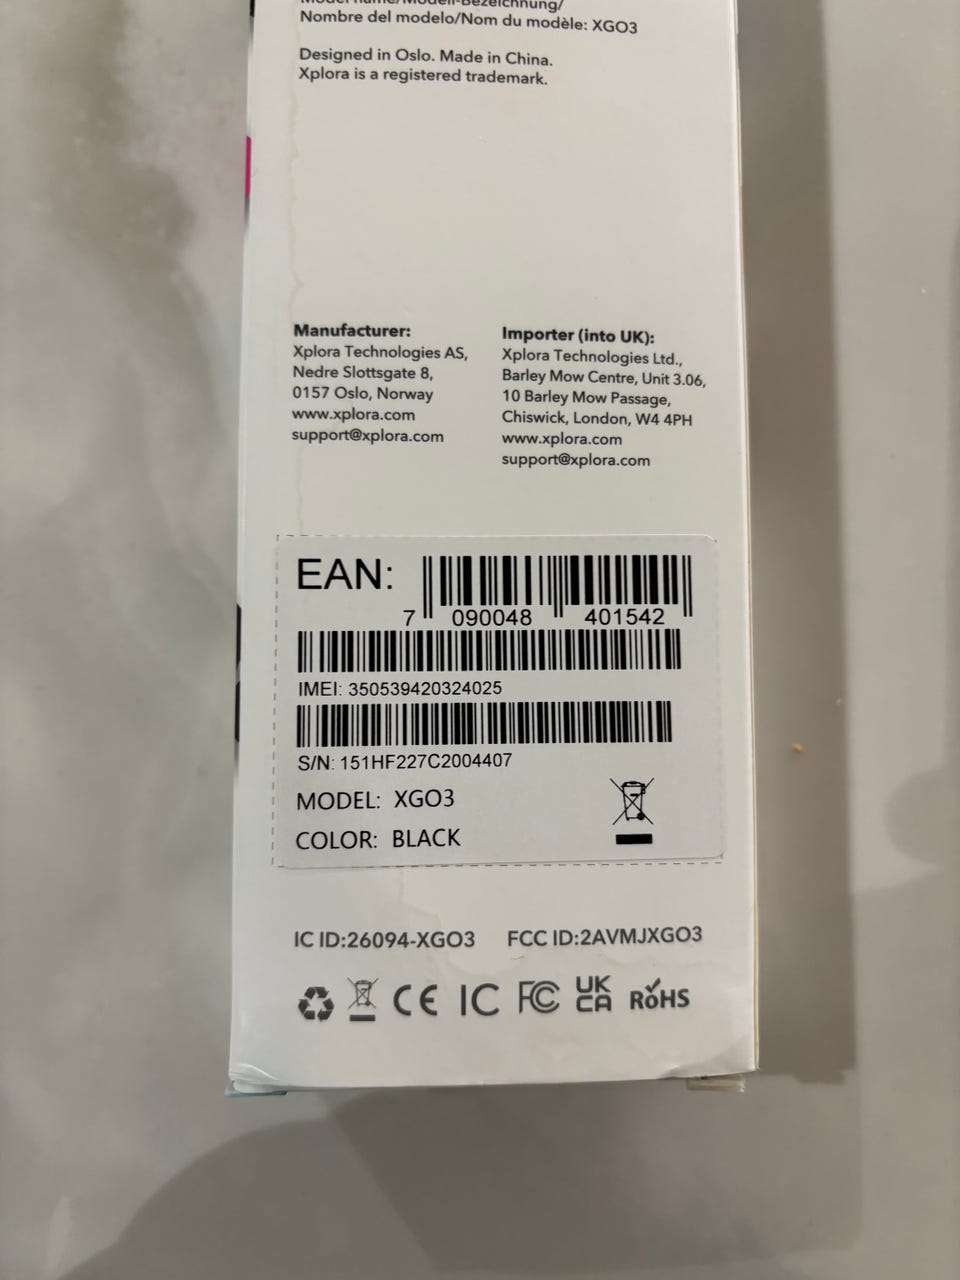 Model name/Modell-Bezeichnung/
Nombre del modelo/Nom du modèle: XGO3
Designed in Oslo. Made in China.
Xplora is a registered trademark.
Manufacturer:
Xplora Technologies AS,
Nedre Slottsgate 8,
0157 Oslo, Norway
www.xplora.com
support@xplora.com
Importer (into UK):
Xplora Technologies Ltd.,
Barley Mow Centre, Unit 3.06,
10 Barley Mow Passage,
Chiswick, London, W4 4PH
www.xplora.com
support@xplora.com
EAN:
7 090048 401542
IMEI: 350539420324025
S/N: 151HF227C2004407
MODEL: XGO3
COLOR: BLACK
IC ID:26094-XGO3 FCC ID:2AVMJXGO3
CE IC FC UK CA RoHS